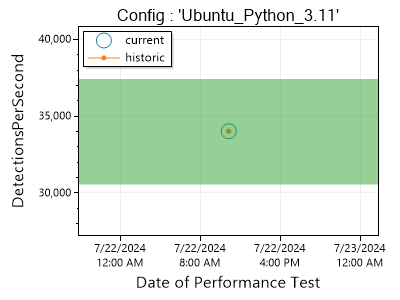 Config : 'Ubuntu_Python_3.11'
current
historic
DetectionsPerSecond
40,000
35,000
30,000
7/22/2024 7/22/2024 7/22/2024 7/23/2024
12:00 AM 8:00 AM 4:00 PM 12:00 AM
Date of Performance Test